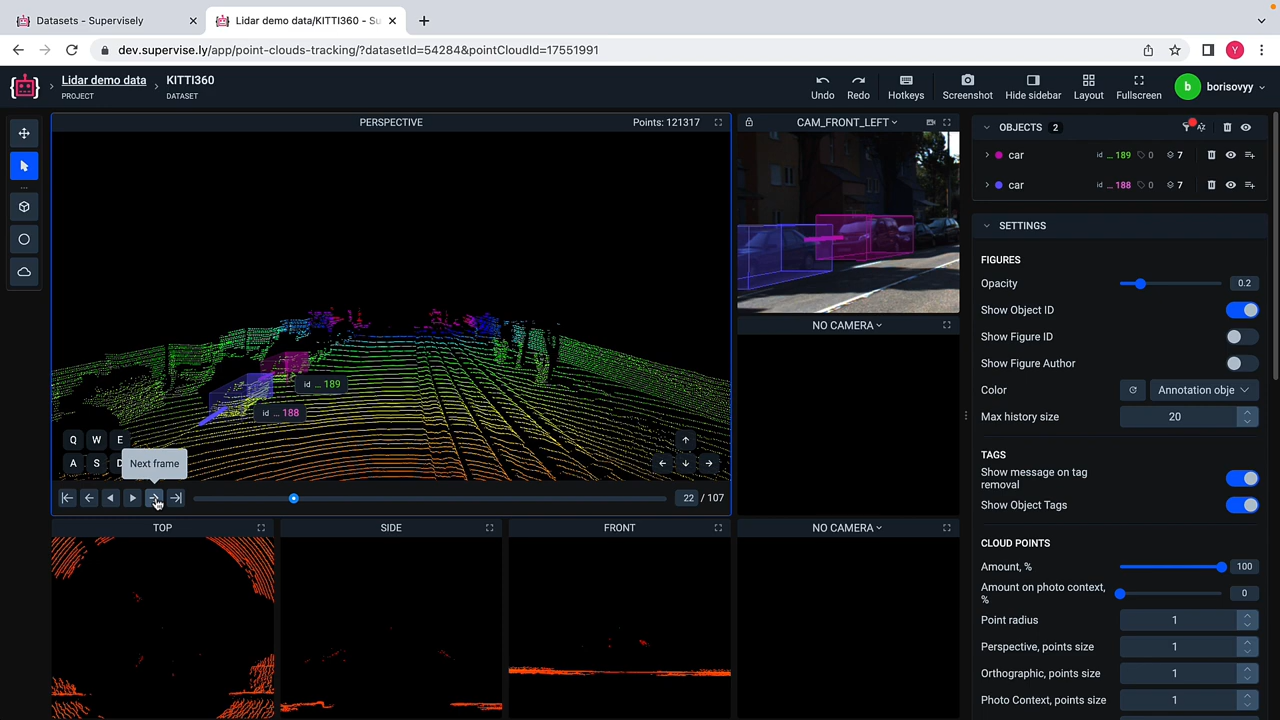 Datasets - Supervisely
Lidar demo data/KITTI360 - Su
dev.supervise.ly/app/point-clouds-tracking/?datasetId=54284&pointCloudId=17551991
Y
Lidar demo data
PROJECT
KITTI360
DATASET
Undo
Redo
Hotkeys
Screenshot
Hide sidebar
Layout
Fullscreen
b
borisovyy
PERSPECTIVE
Points: 121317
id ... 189
id ... 188
Q W E
A S D
Next frame
22 / 107
TOP
SIDE
FRONT
CAM_FRONT_LEFT
NO CAMERA
NO CAMERA
OBJECTS 2
car id ... 189 0 7
car id ... 188 0 7
SETTINGS
FIGURES
Opacity 0.2
Show Object ID
Show Figure ID
Show Figure Author
Color Annotation obje
Max history size 20
TAGS
Show message on tag
removal
Show Object Tags
CLOUD POINTS
Amount, % 100
Amount on photo context,
% 0
Point radius 1
Perspective, points size 1
Orthographic, points size 1
Photo Context, points size 1